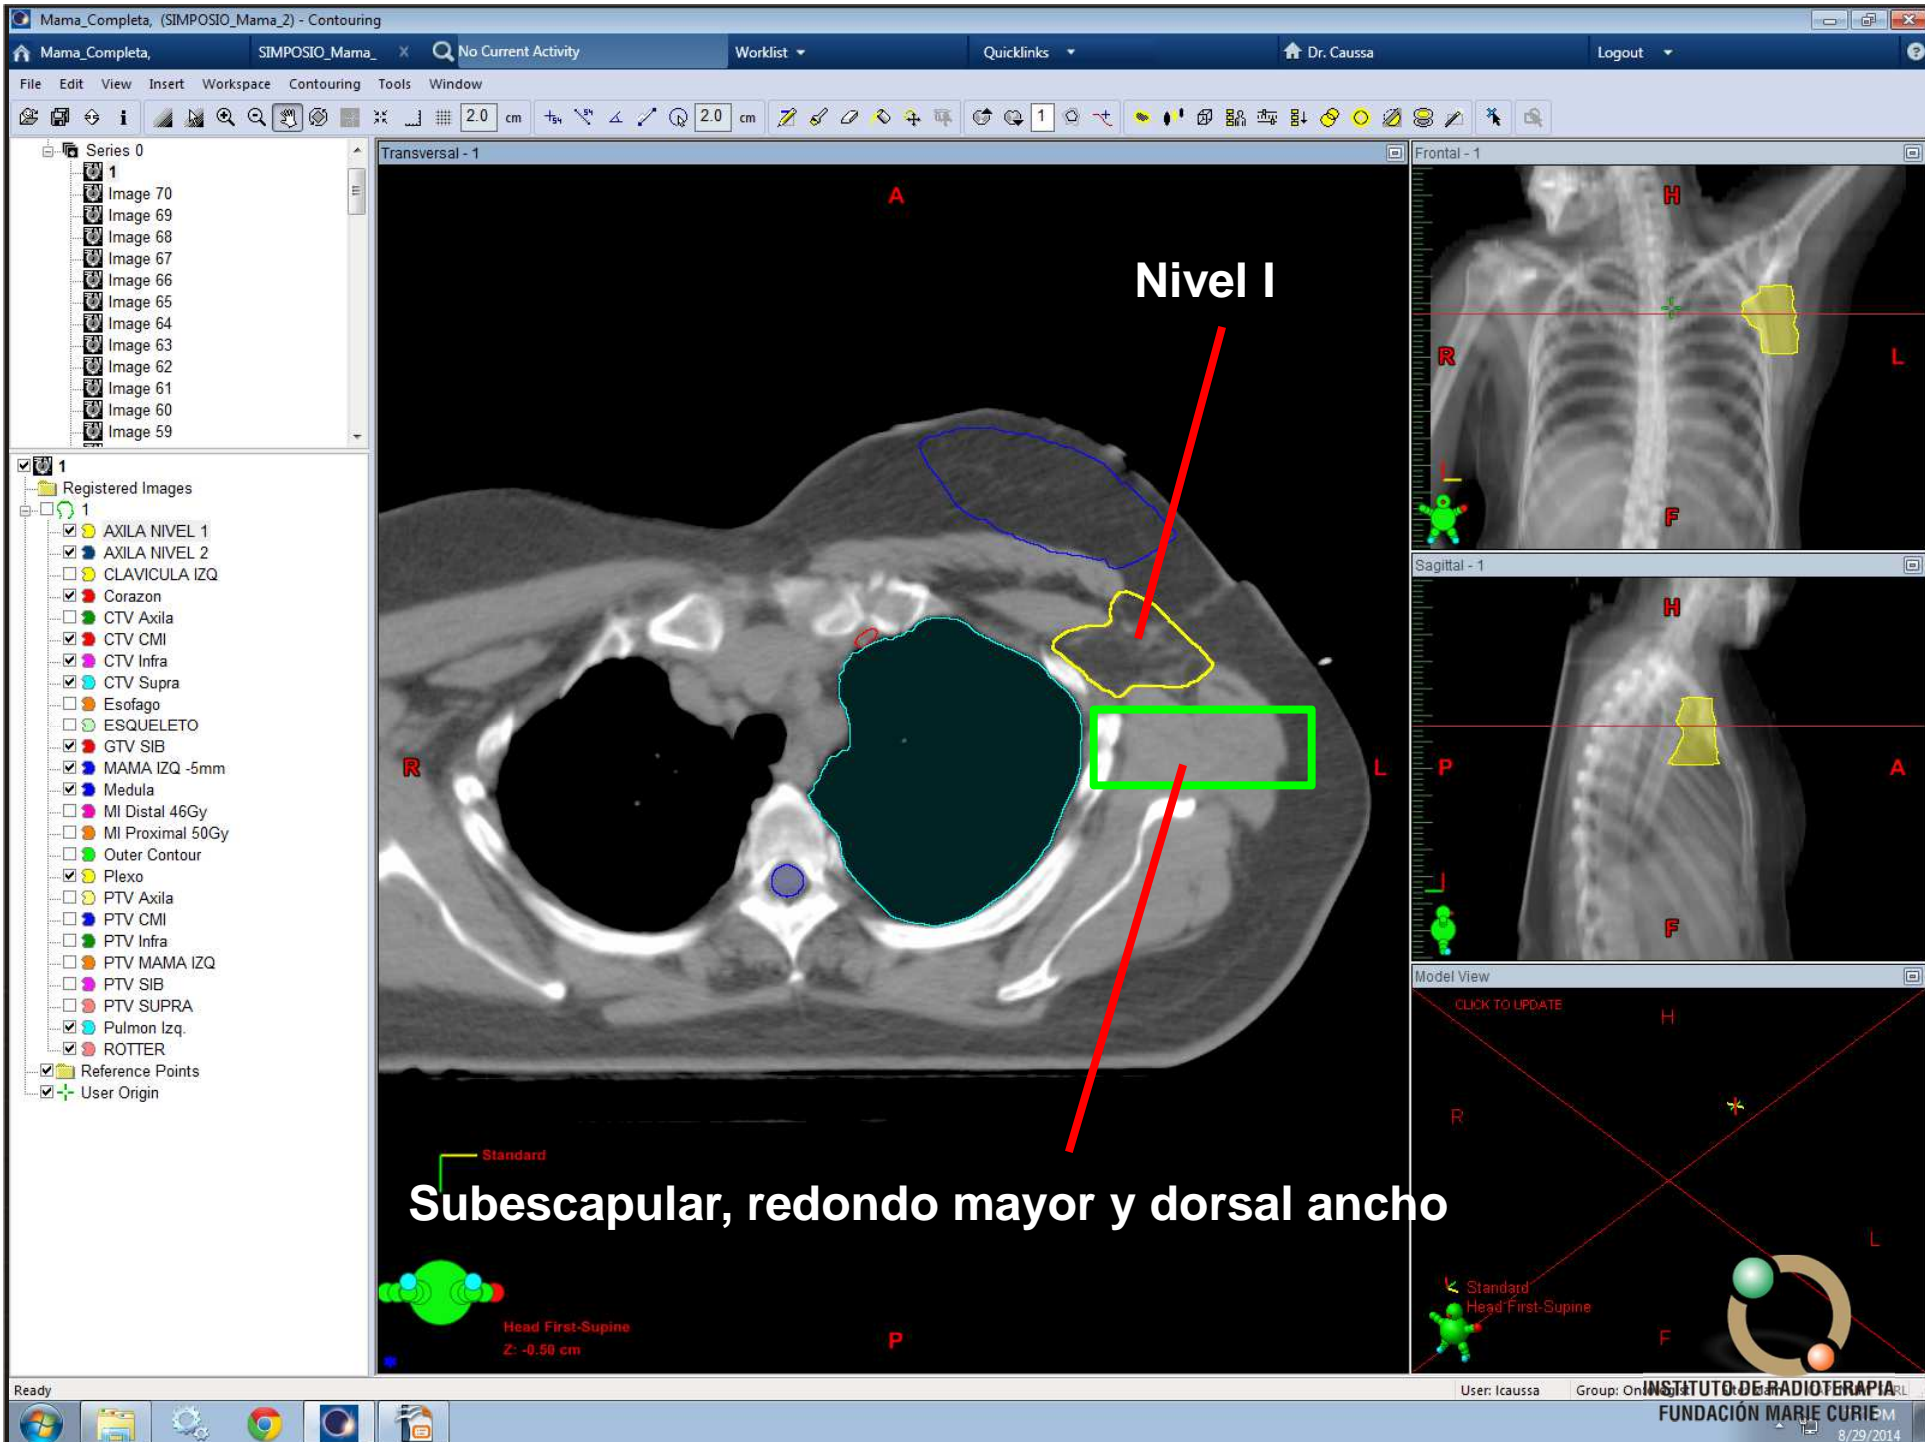 Mama_Completa, (SIMPOSIO_Mama_2) - Contouring
Mama_Completa, SIMPOSIO_Mama_ X No Current Activity Worklist Quicklinks Dr. Caussa Logout
File Edit View Insert Workspace Contouring Tools Window
2.0 cm 2.0 cm 1
Series 0
1
Image 70
Image 69
Image 68
Image 67
Image 66
Image 65
Image 64
Image 63
Image 62
Image 61
Image 60
Image 59
1
Registered Images
1
AXILA NIVEL 1
AXILA NIVEL 2
CLAVICULA IZQ
Corazon
CTV Axila
CTV CMI
CTV Infra
CTV Supra
Esofago
ESQUELETO
GTV SIB
MAMA IZQ -5mm
Medula
MI Distal 46Gy
MI Proximal 50Gy
Outer Contour
Plexo
PTV Axila
PTV CMI
PTV Infra
PTV MAMA IZQ
PTV SIB
PTV SUPRA
Pulmon Izq.
ROTTER
Reference Points
User Origin
Transversal - 1
A
Nivel I
R
L
Standard
Subescapular, redondo mayor y dorsal ancho
Head First-Supine
Z: -0.50 cm
P
Frontal - 1
H
R
L
F
Sagittal - 1
H
P
A
F
Model View
CLICK TO UPDATE
H
R
L
Standard
Head First-Supine
F
INSTITUTO DE RADIOTERAPIA
FUNDACIÓN MARIE CURIE
Ready
User: lcaussa
8/29/2014